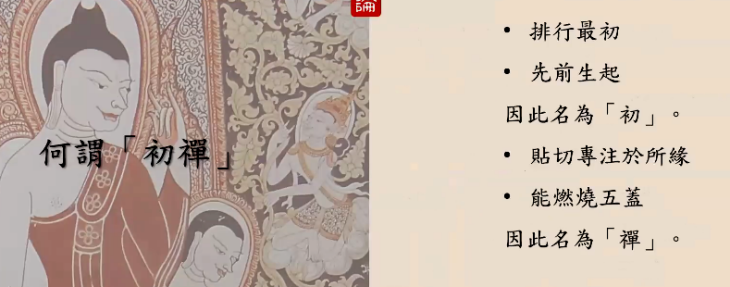 論
何謂「初禪」
• 排行最初
• 先前生起
因此名為「初」。
• 貼切專注於所緣
• 能燃燒五蓋
因此名為「禪」。